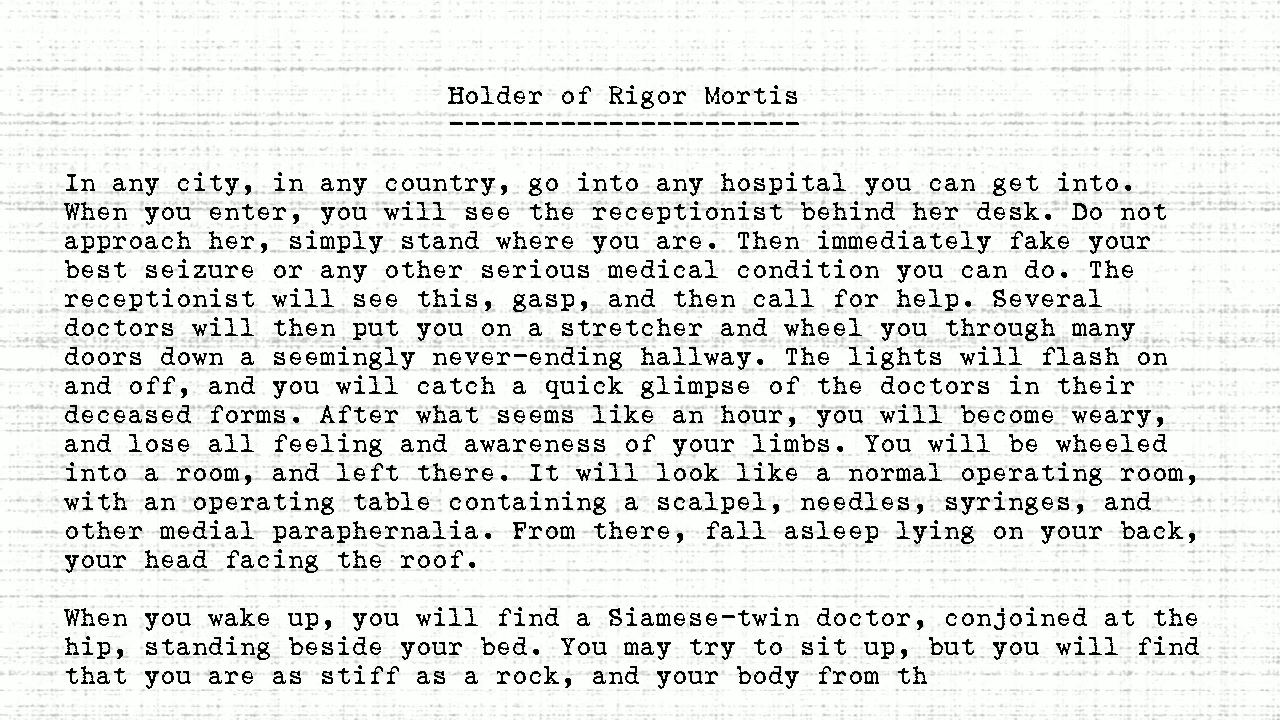 Holder of Rigor Mortis
----------------------
In any city, in any country, go into any hospital you can get into.
When you enter, you will see the receptionist behind her desk. Do not
approach her, simply stand where you are. Then immediately fake your
best seizure or any other serious medical condition you can do. The
receptionist will see this, gasp, and then call for help. Several
doctors will then put you on a stretcher and wheel you through many
doors down a seemingly never-ending hallway. The lights will flash on
and off, and you will catch a quick glimpse of the doctors in their
deceased forms. After what seems like an hour, you will become weary,
and lose all feeling and awareness of your limbs. You will be wheeled
into a room, and left there. It will look like a normal operating room,
with an operating table containing a scalpel, needles, syringes, and
other medial paraphernalia. From there, fall asleep lying on your back,
your head facing the roof.
When you wake up, you will find a Siamese-twin doctor, conjoined at the
hip, standing beside your bed. You may try to sit up, but you will find
that you are as stiff as a rock, and your body from th